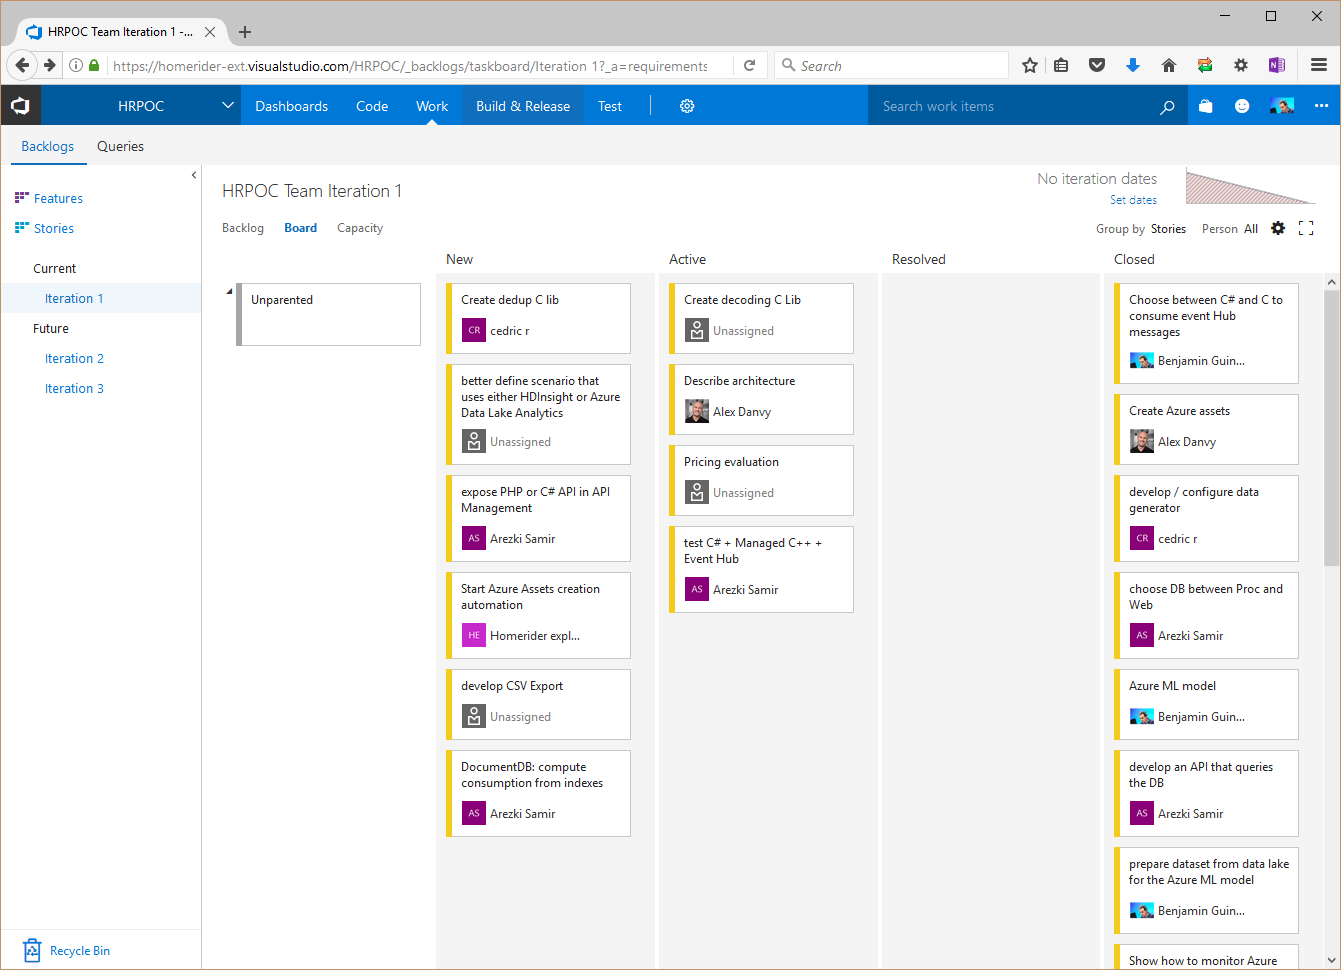 HRPOC Team Iteration 1 -...
https://homerider-ext.visualstudio.com/HRPOC/_backlogs/taskboard/Iteration 1?_a=requirements
Search
HRPOC
Dashboards
Code
Work
Build & Release
Test
Search work items
Backlogs
Queries
Features
Stories
Current
Iteration 1
Future
Iteration 2
Iteration 3
Recycle Bin
HRPOC Team Iteration 1
No iteration dates
Set dates
Backlog
Board
Capacity
Group by Stories
Person All
New
Active
Resolved
Closed
Unparented
Create dedup C lib
CR cedric r
better define scenario that
uses either HDInsight or Azure
Data Lake Analytics
Unassigned
expose PHP or C# API in API
Management
AS Arezki Samir
Start Azure Assets creation
automation
HE Homerider expl...
develop CSV Export
Unassigned
DocumentDB: compute
consumption from indexes
AS Arezki Samir
Create decoding C Lib
Unassigned
Describe architecture
Alex Danvy
Pricing evaluation
Unassigned
test C# + Managed C++ +
Event Hub
AS Arezki Samir
Choose between C# and C to
consume event Hub
messages
Benjamin Guin...
Create Azure assets
Alex Danvy
develop / configure data
generator
CR cedric r
choose DB between Proc and
Web
AS Arezki Samir
Azure ML model
Benjamin Guin...
develop an API that queries
the DB
AS Arezki Samir
prepare dataset from data lake
for the Azure ML model
Benjamin Guin...
Show how to monitor Azure